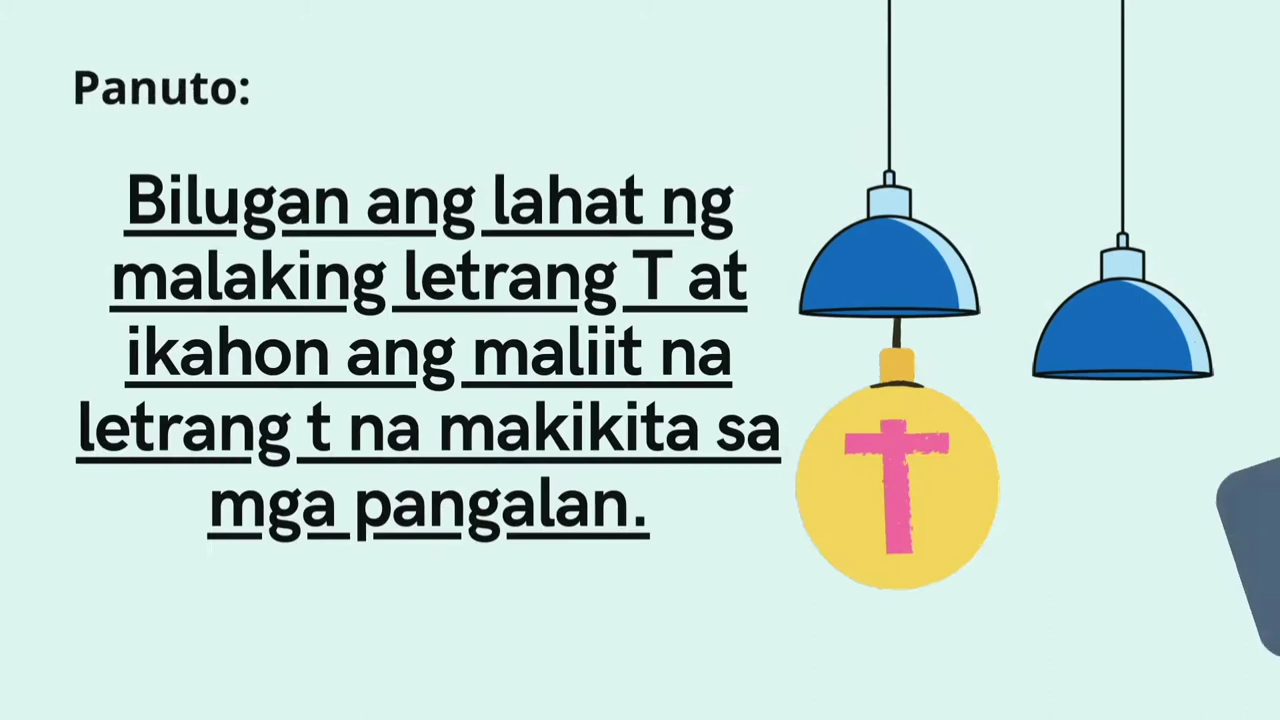 Panuto:
Bilugan ang lahat ng
malaking letrang T at
ikahon ang maliit na
letrang t na makikita sa
mga pangalan.
T